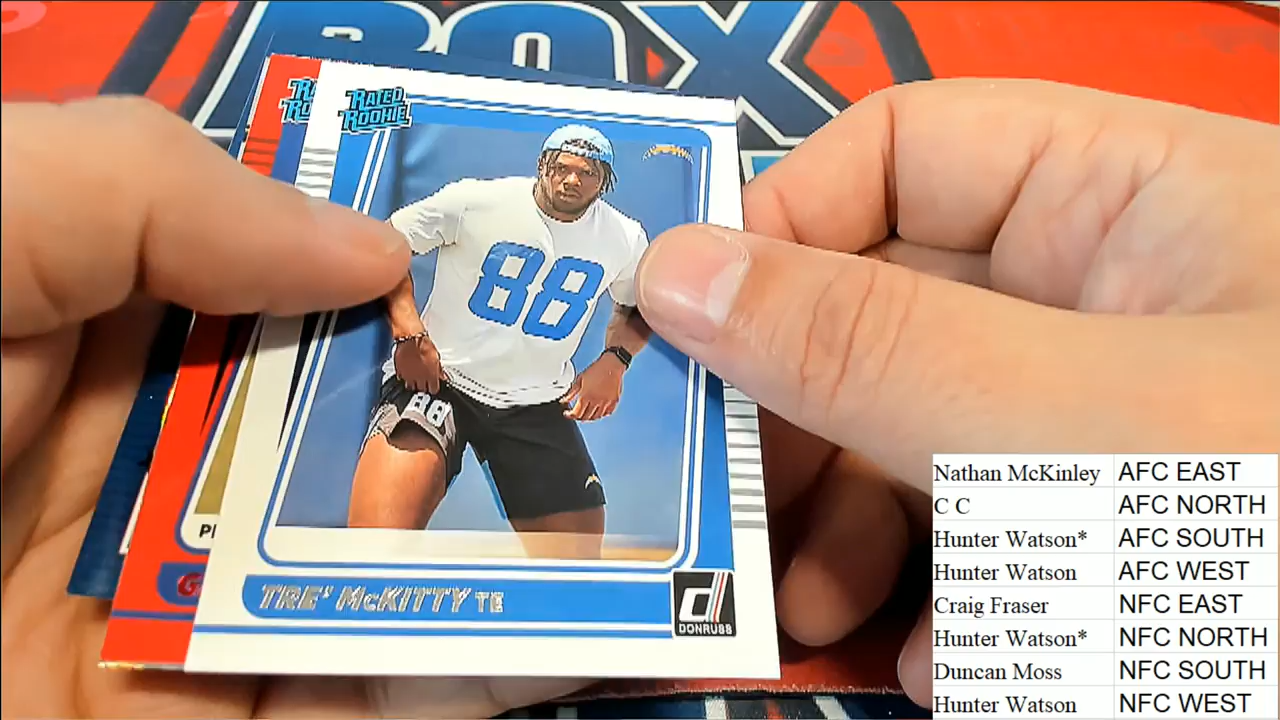 BOX
RATED
ROOKIE
88
88
TRE' McKITTY TE
DONRUSS
Nathan McKinley AFC EAST
C C AFC NORTH
Hunter Watson* AFC SOUTH
Hunter Watson AFC WEST
Craig Fraser NFC EAST
Hunter Watson* NFC NORTH
Duncan Moss NFC SOUTH
Hunter Watson NFC WEST